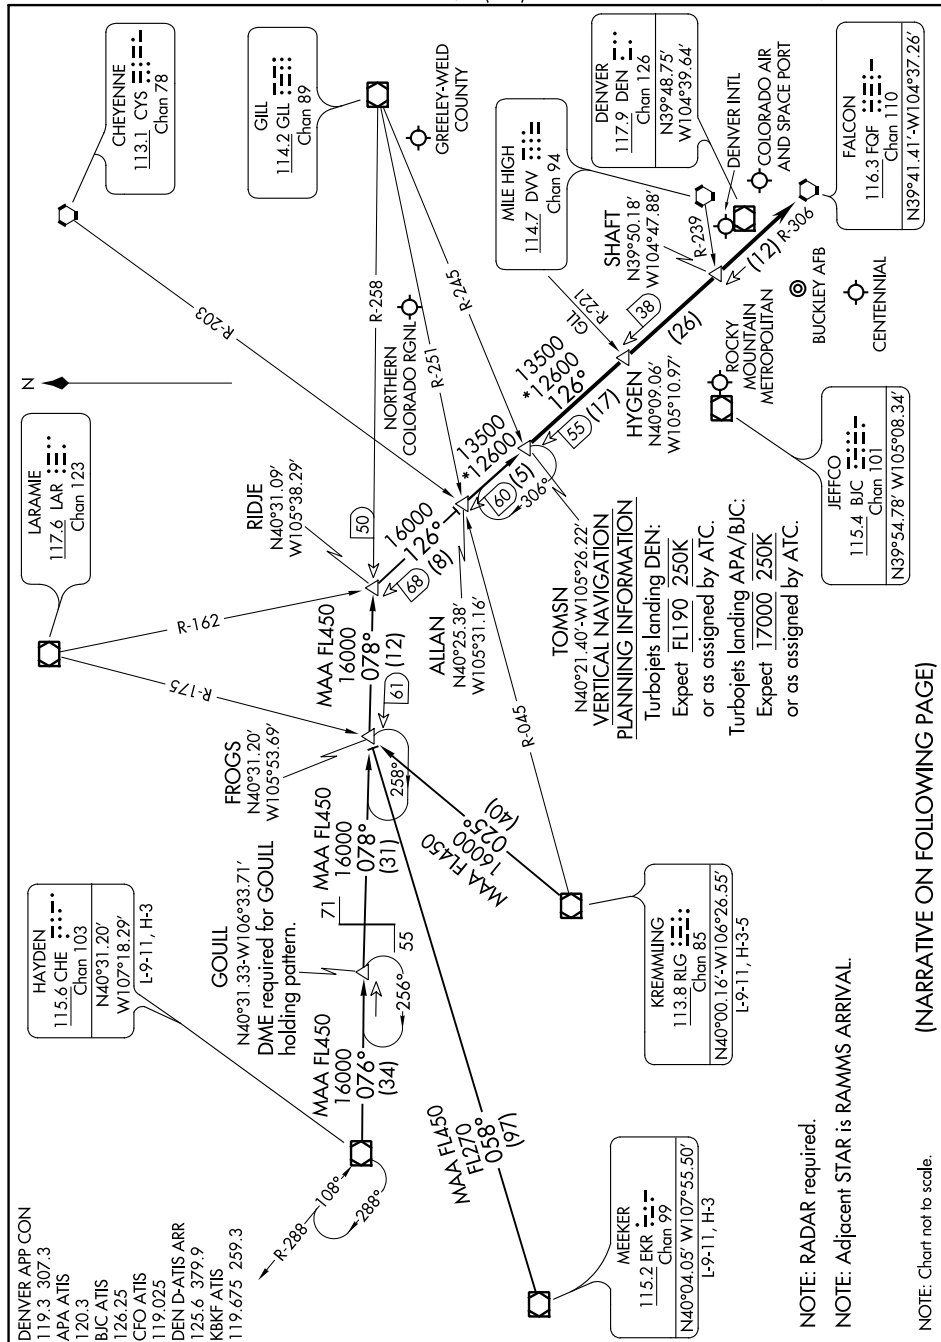 DENVER APP CON
119.3 307.3
APA ATIS
120.3
BJC ATIS
126.25
CFO ATIS
119.025
DEN D-ATIS ARR
125.6 379.9
KBKF ATIS
119.675 259.3
HAYDEN
115.6 CHE
Chan 103
N40°31.20′
W107°18.29′
L-9-11, H-3
LARAMIE
117.6 LAR
Chan 123
CHEYENNE
113.1 CYS
Chan 78
GILL
114.2 GLL
Chan 89
GREELEY-WELD
COUNTY
N
R-288
108°
288°
MAA FL450
16000
076°
(34)
GOULL
N40°31.33-W106°33.71′
DME required for GOULL
holding pattern.
256°
71
55
MAA FL450
16000
078°
(31)
FROGS
N40°31.20′
W105°53.69′
258°
61
R-175
R-162
MAA FL450
16000
078°
(12)
RIDJE
N40°31.09′
W105°38.29′
50
R-203
R-258
NORTHERN
COLORADO RGNL
R-251
R-245
16000
126°
(8)
68
ALLAN
N40°25.38′
W105°31.16′
13500
*12600
(5)
60
306°
TOMSN
N40°21.40′-W105°26.22′
13500
*12600
126°
(17)
55
GLL
R-221
38
HYGEN
N40°09.06′
W105°10.97′
(26)
MILE HIGH
114.7 DVV
Chan 94
SHAFT
N39°50.18′
W104°47.88′
R-239
(12)
R-306
DENVER
117.9 DEN
Chan 126
N39°48.75′
W104°39.64′
DENVER INTL
COLORADO AIR
AND SPACE PORT
FALCON
116.3 FQF
Chan 110
N39°41.41′-W104°37.26′
ROCKY
MOUNTAIN
METROPOLITAN
BUCKLEY AFB
CENTENNIAL
JEFFCO
115.4 BJC
Chan 101
N39°54.78′ W105°08.34′
VERTICAL NAVIGATION
PLANNING INFORMATION
Turbojets landing DEN:
Expect FL190 250K
or as assigned by ATC.
Turbojets landing APA/BJC:
Expect 17000 250K
or as assigned by ATC.
R-045
MAA FL450
16000
025°
(40)
KREMMLING
113.8 RLG
Chan 85
N40°00.16′-W106°26.55′
L-9-11, H-3-5
MAA FL450
FL270
058°
(97)
MEEKER
115.2 EKR
Chan 99
N40°04.05′ W107°55.50′
L-9-11, H-3
NOTE: RADAR required.
NOTE: Adjacent STAR is RAMMS ARRIVAL.
NOTE: Chart not to scale.
(NARRATIVE ON FOLLOWING PAGE)